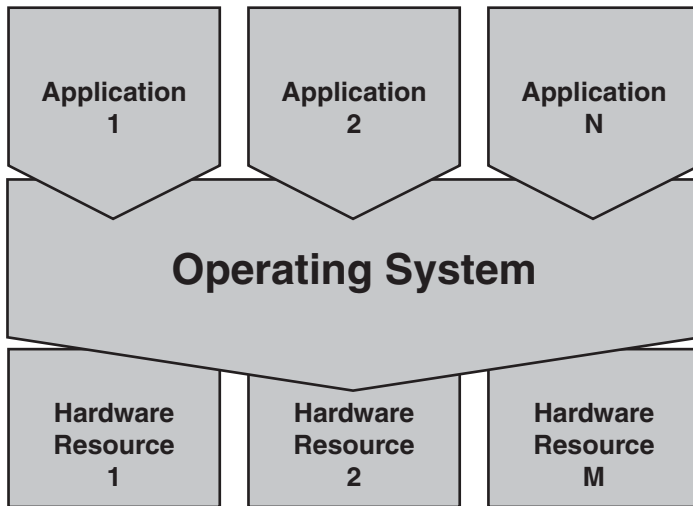 Application
1
Application
2
Application
N
Operating System
Hardware
Resource
1
Hardware
Resource
2
Hardware
Resource
M